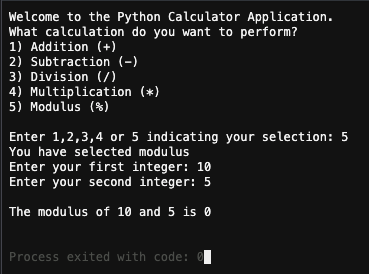 Welcome to the Python Calculator Application.
What calculation do you want to perform?
1) Addition (+)
2) Subtraction (-)
3) Division (/)
4) Multiplication (*)
5) Modulus (%)
Enter 1,2,3,4 or 5 indicating your selection: 5
You have selected modulus
Enter your first integer: 10
Enter your second integer: 5
The modulus of 10 and 5 is 0
Process exited with code: 0